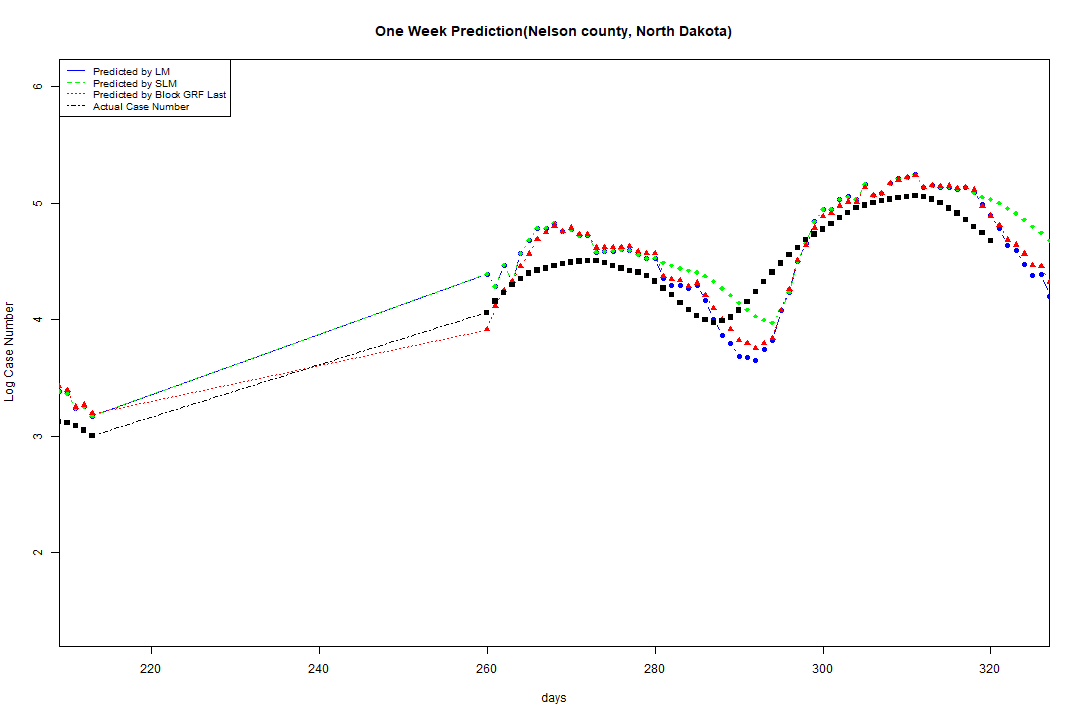 One Week Prediction(Nelson county, North Dakota)
Predicted by LM
Predicted by SLM
Predicted by Block GRF Last
Actual Case Number
6
5
4
3
2
Log Case Number
220 240 260 280 300 320
days